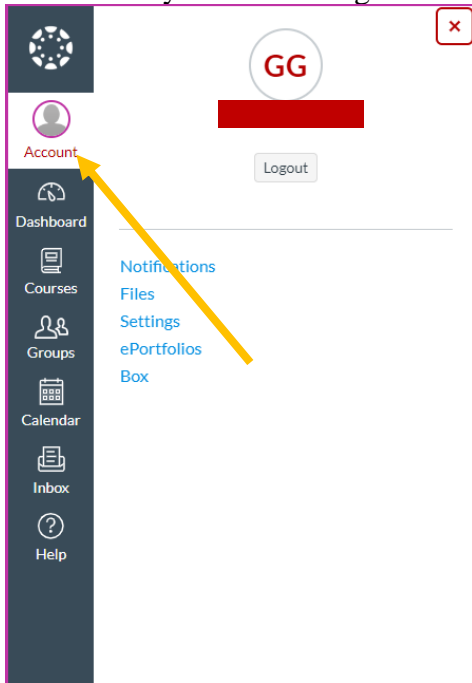 GG
Account
Logout
Dashboard
Notifications
Courses
Files
Settings
Groups
ePortfolios
Box
Calendar
Inbox
Help